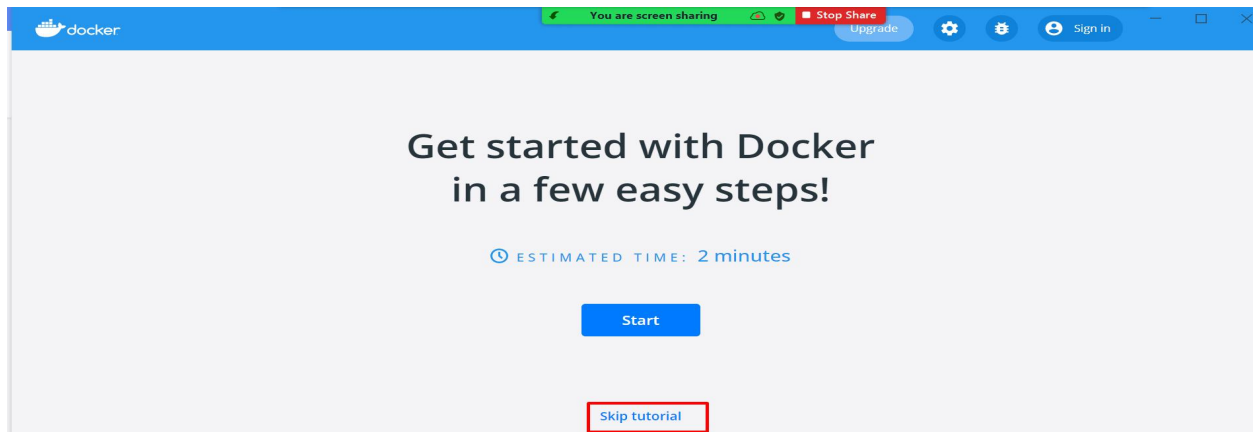 You are screen sharing
Stop Share
docker
Upgrade
Sign in
Get started with Docker
in a few easy steps!
ESTIMATED TIME: 2 minutes
Start
Skip tutorial